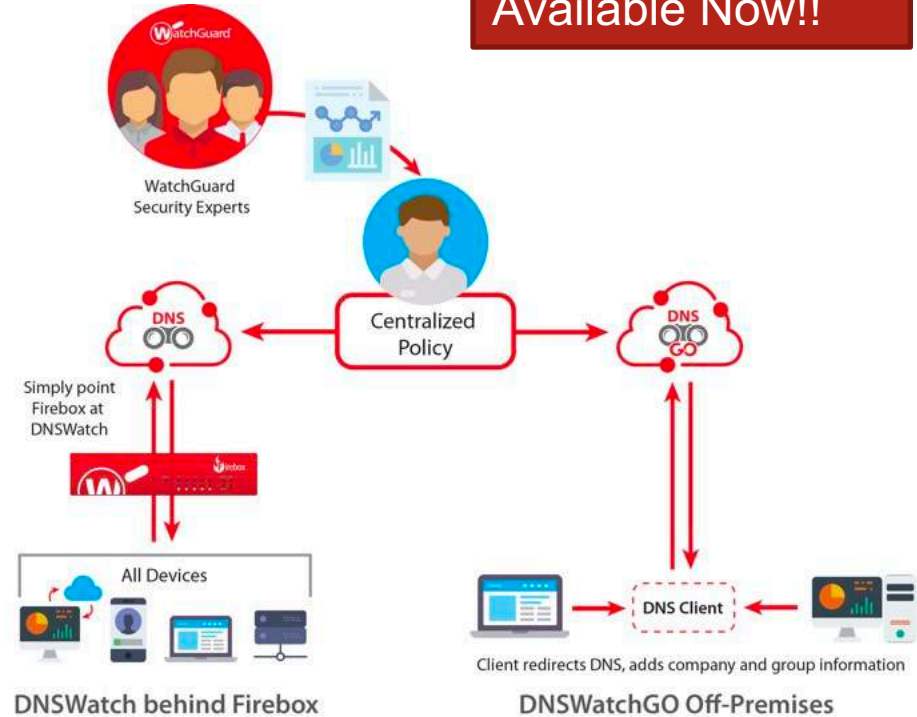 Available Now!!
WatchGuard
WatchGuard
Security Experts
Centralized
Policy
DNS
DNS
GO
Simply point
Firebox at
DNSWatch
Firebox
All Devices
DNS Client
Client redirects DNS, adds company and group information
DNSWatch behind Firebox
DNSWatchGO Off-Premises